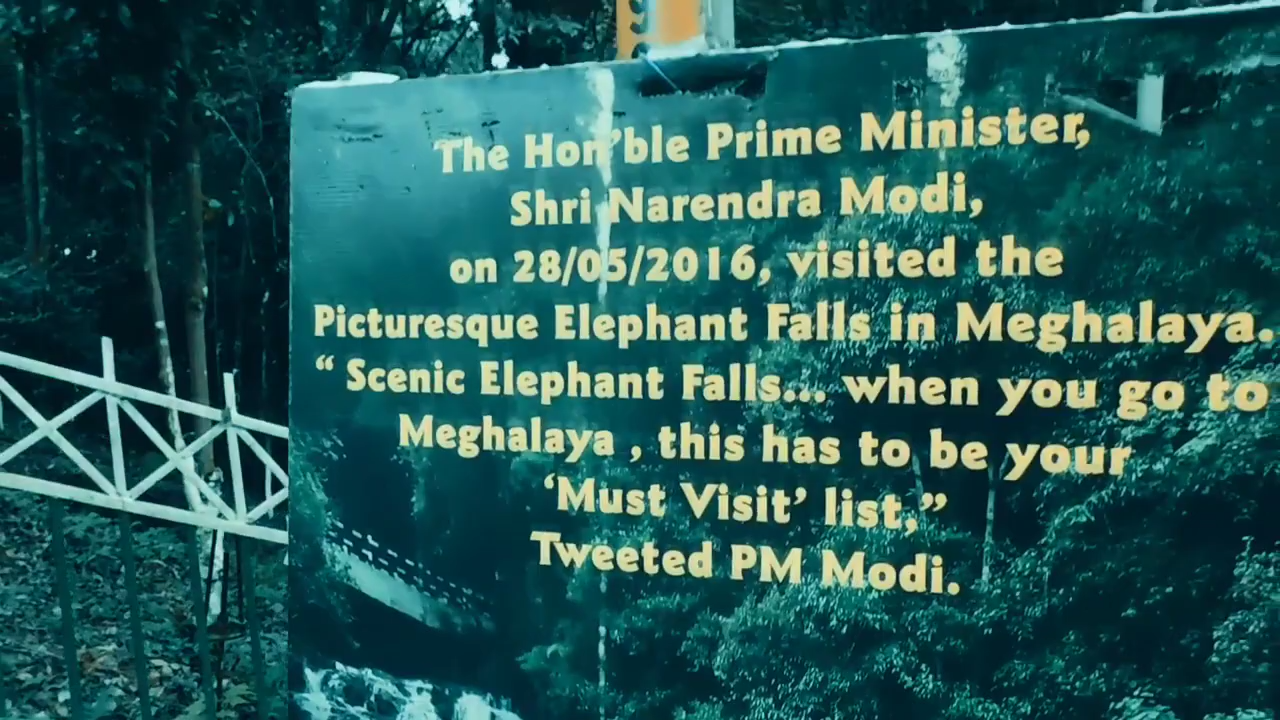 The Hon'ble Prime Minister,
Shri Narendra Modi,
on 28/05/2016, visited the
Picturesque Elephant Falls in Meghalaya.
“ Scenic Elephant Falls... when you go to
Meghalaya , this has to be your
‘Must Visit’ list,”
Tweeted PM Modi.